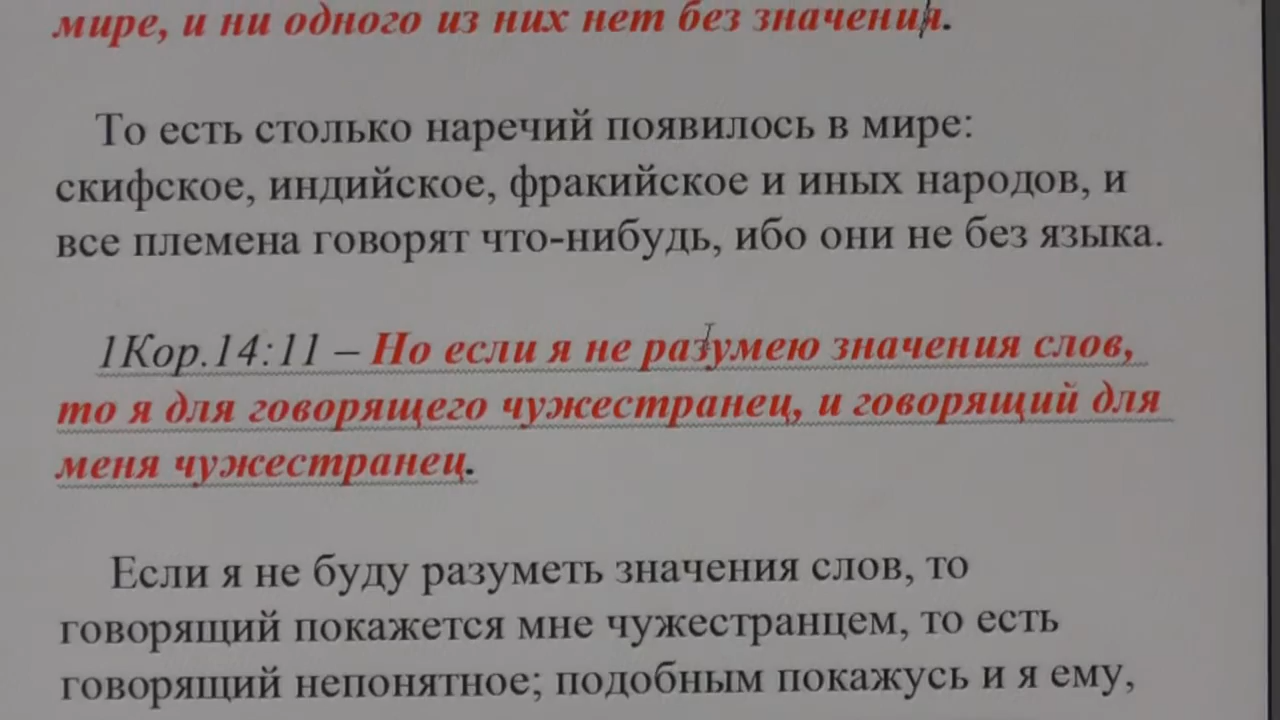 мире, и ни одного из них нет без значения.
То есть столько наречий появилось в мире:
скифское, индийское, фракийское и иных народов, и
все племена говорят что-нибудь, ибо они не без языка.
1Кор.14:11 – Но если я не разумею значения слов,
то я для говорящего чужестранец, и говорящий для
меня чужестранец.
Если я не буду разуметь значения слов, то
говорящий покажется мне чужестранцем, то есть
говорящий непонятное; подобным покажусь и я ему,